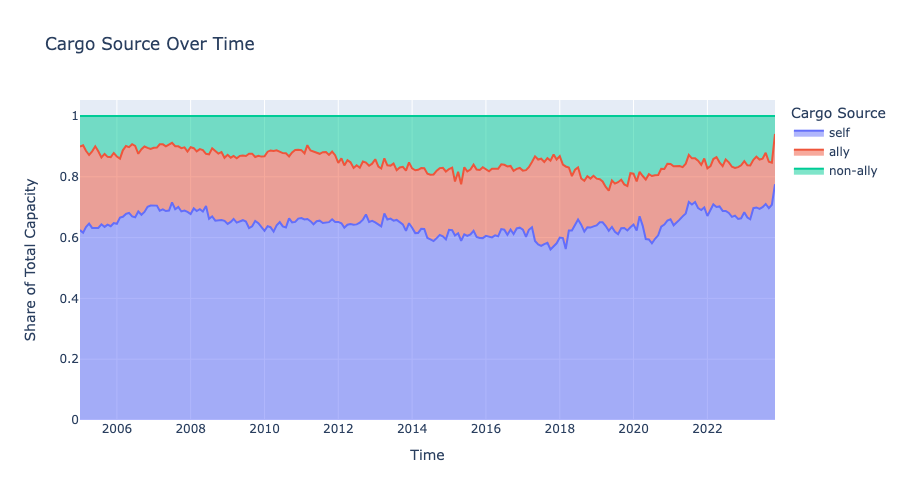 Cargo Source Over Time
Cargo Source
self
ally
non-ally
Share of Total Capacity
1
0.8
0.6
0.4
0.2
0
2006 2008 2010 2012 2014 2016 2018 2020 2022
Time